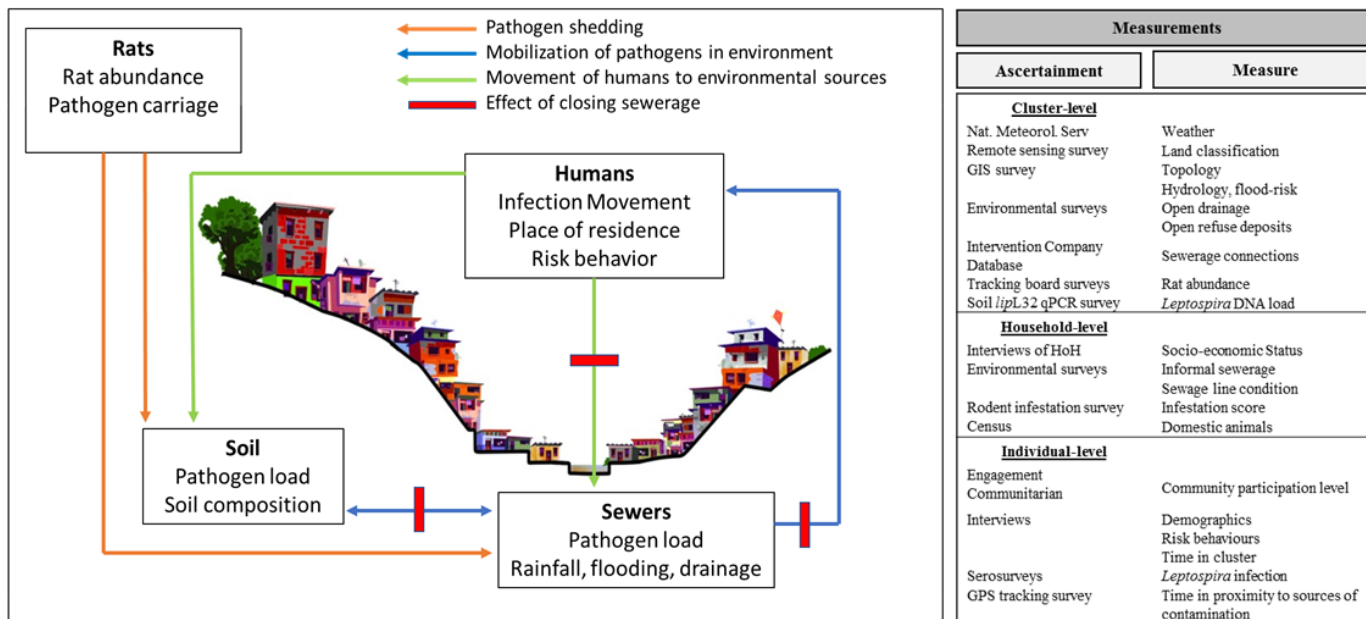 Rats
Rat abundance
Pathogen carriage
Pathogen shedding
Mobilization of pathogens in environment
Movement of humans to environmental sources
Effect of closing sewerage
Humans
Infection Movement
Place of residence
Risk behavior
Soil
Pathogen load
Soil composition
Sewers
Pathogen load
Rainfall, flooding, drainage
Measurements
Ascertainment Measure
Cluster-level
Nat. Meteorol. Serv Weather
Remote sensing survey Land classification
GIS survey Topology
Hydrology, flood-risk
Environmental surveys Open drainage
Open refuse deposits
Intervention Company
Database Sewerage connections
Tracking board surveys Rat abundance
Soil lipL32 qPCR survey Leptospira DNA load
Household-level
Interviews of HoH Socio-economic Status
Environmental surveys Informal sewerage
Sewage line condition
Rodent infestation survey Infestation score
Census Domestic animals
Individual-level
Engagement
Communitarian Community participation level
Interviews Demographics
Risk behaviours
Time in cluster
Serosurveys Leptospira infection
GPS tracking survey Time in proximity to sources of
contamination